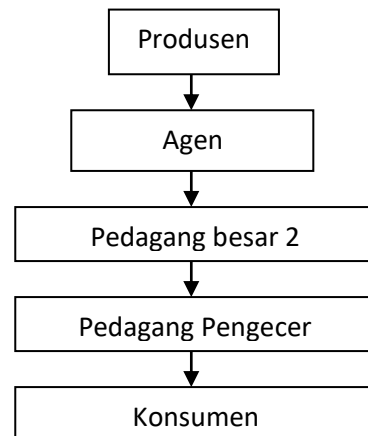 Produsen
Agen
Pedagang besar 2
Pedagang Pengecer
Konsumen